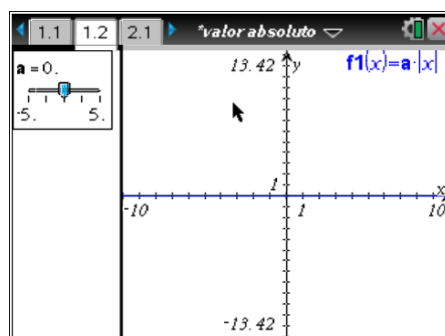 1.1 1.2 2.1 *valor absoluto
a =0.
-5. 5.
13.42 y f1(x)=a·|x|
1 x
-10 1 10
-13.42